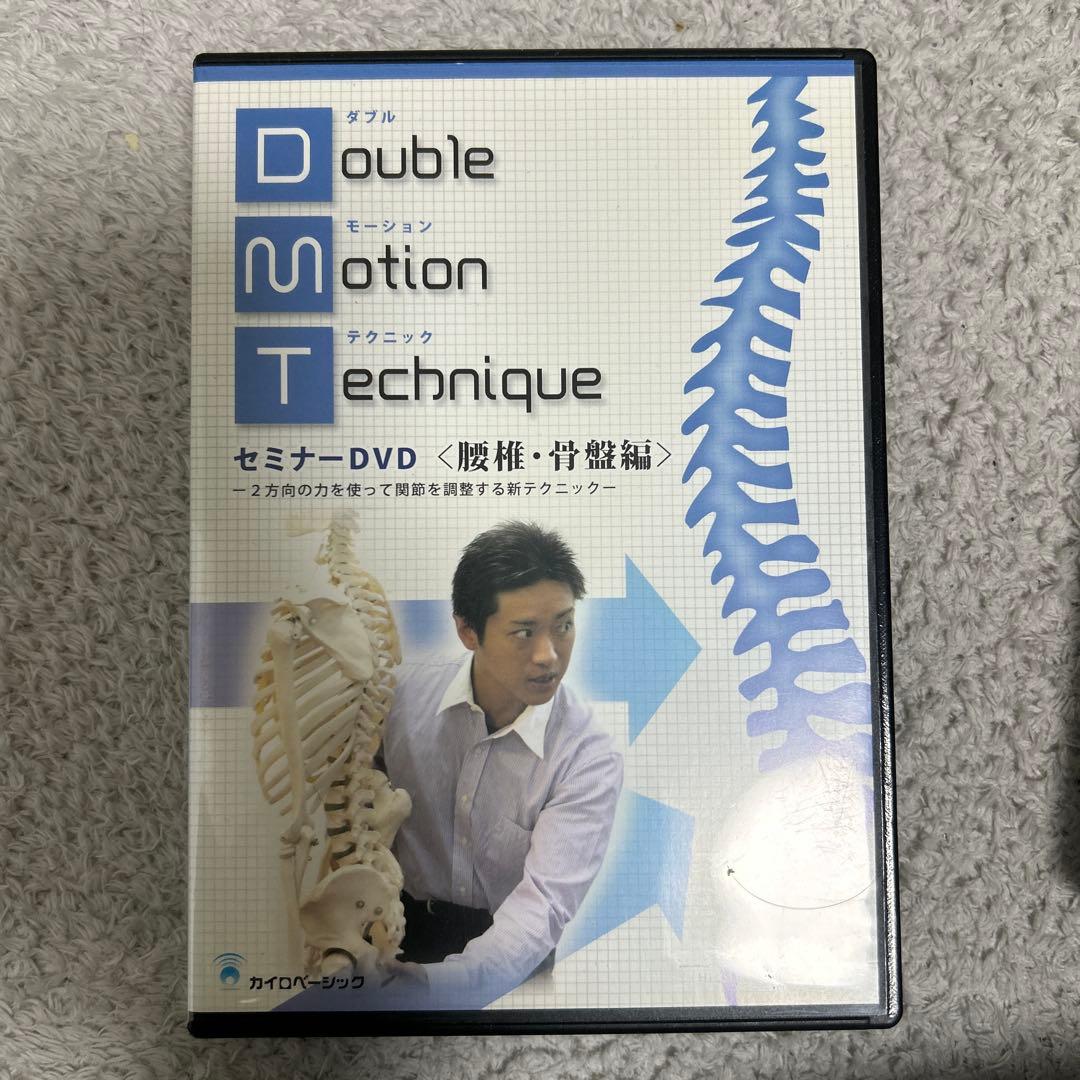 ダブル
Double
モーション
Motion
テクニック
Technique
セミナーDVD〈腰椎・骨盤編〉
－２方向の力を使って関節を調整する新テクニック－
カイロベーシック